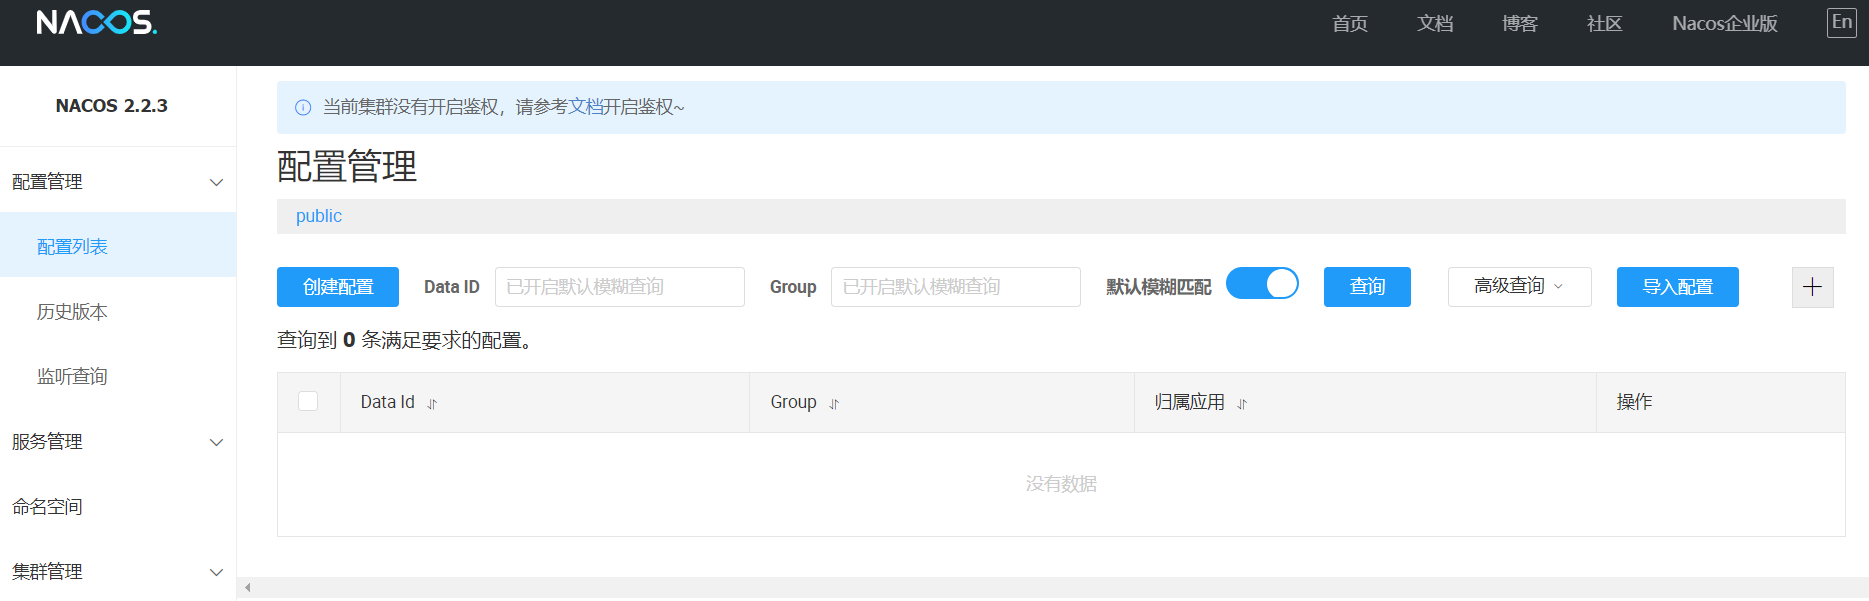 NACOS.
首页 文档 博客 社区 Nacos企业版 En
NACOS 2.2.3
配置管理
配置列表
历史版本
监听查询
服务管理
命名空间
集群管理
当前集群没有开启鉴权，请参考文档开启鉴权~
配置管理
public
创建配置 Data ID 已开启默认模糊查询 Group 已开启默认模糊查询 默认模糊匹配 查询 高级查询 导入配置
查询到 0 条满足要求的配置。
Data Id Group 归属应用 操作
没有数据